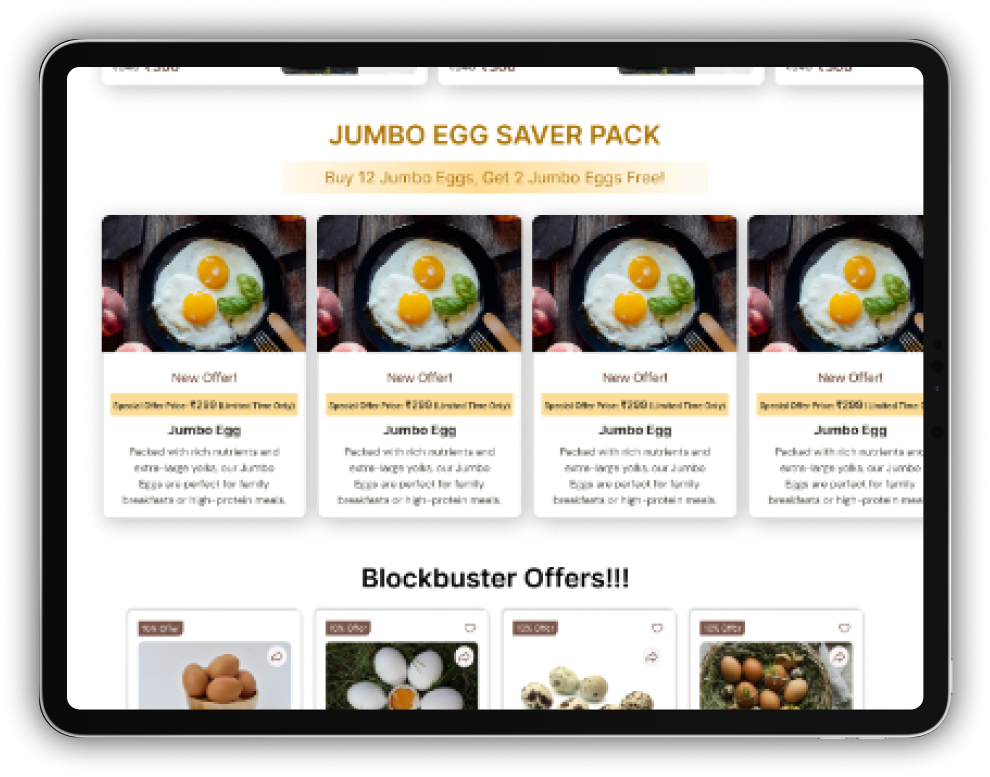 ₹340 ₹300 ₹340 ₹300 ₹340 ₹300
JUMBO EGG SAVER PACK
Buy 12 Jumbo Eggs, Get 2 Jumbo Eggs Free!
New Offer!
Special Offer Price: ₹299 (Limited Time Only)
Jumbo Egg
Packed with rich nutrients and
extra-large yolks, our Jumbo
Eggs are perfect for family
breakfasts or high-protein meals.
New Offer!
Special Offer Price: ₹299 (Limited Time Only)
Jumbo Egg
Packed with rich nutrients and
extra-large yolks, our Jumbo
Eggs are perfect for family
breakfasts or high-protein meals.
New Offer!
Special Offer Price: ₹299 (Limited Time Only)
Jumbo Egg
Packed with rich nutrients and
extra-large yolks, our Jumbo
Eggs are perfect for family
breakfasts or high-protein meals.
New Offer!
Special Offer Price: ₹299 (Limited Time
Jumbo Egg
Packed with rich nutrients and
extra-large yolks, our Jumbo
Eggs are perfect for family
breakfasts or high-protein meals.
Blockbuster Offers!!!
10% Offer
10% Offer
10% Offer
10% Offer